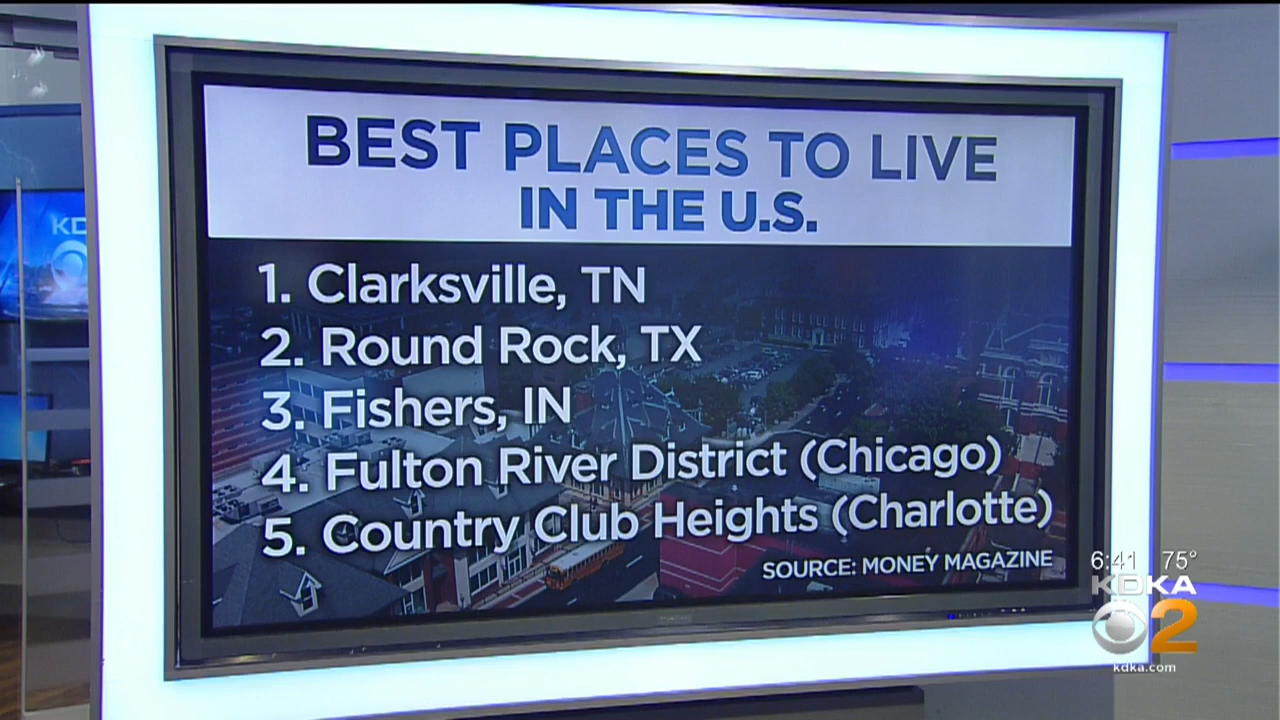 BEST PLACES TO LIVE
IN THE U.S.
1. Clarksville, TN
2. Round Rock, TX
3. Fishers, IN
4. Fulton River District (Chicago)
5. Country Club Heights (Charlotte)
SOURCE: MONEY MAGAZINE
KD
6:41 75°
KDKA
2
kdka.com